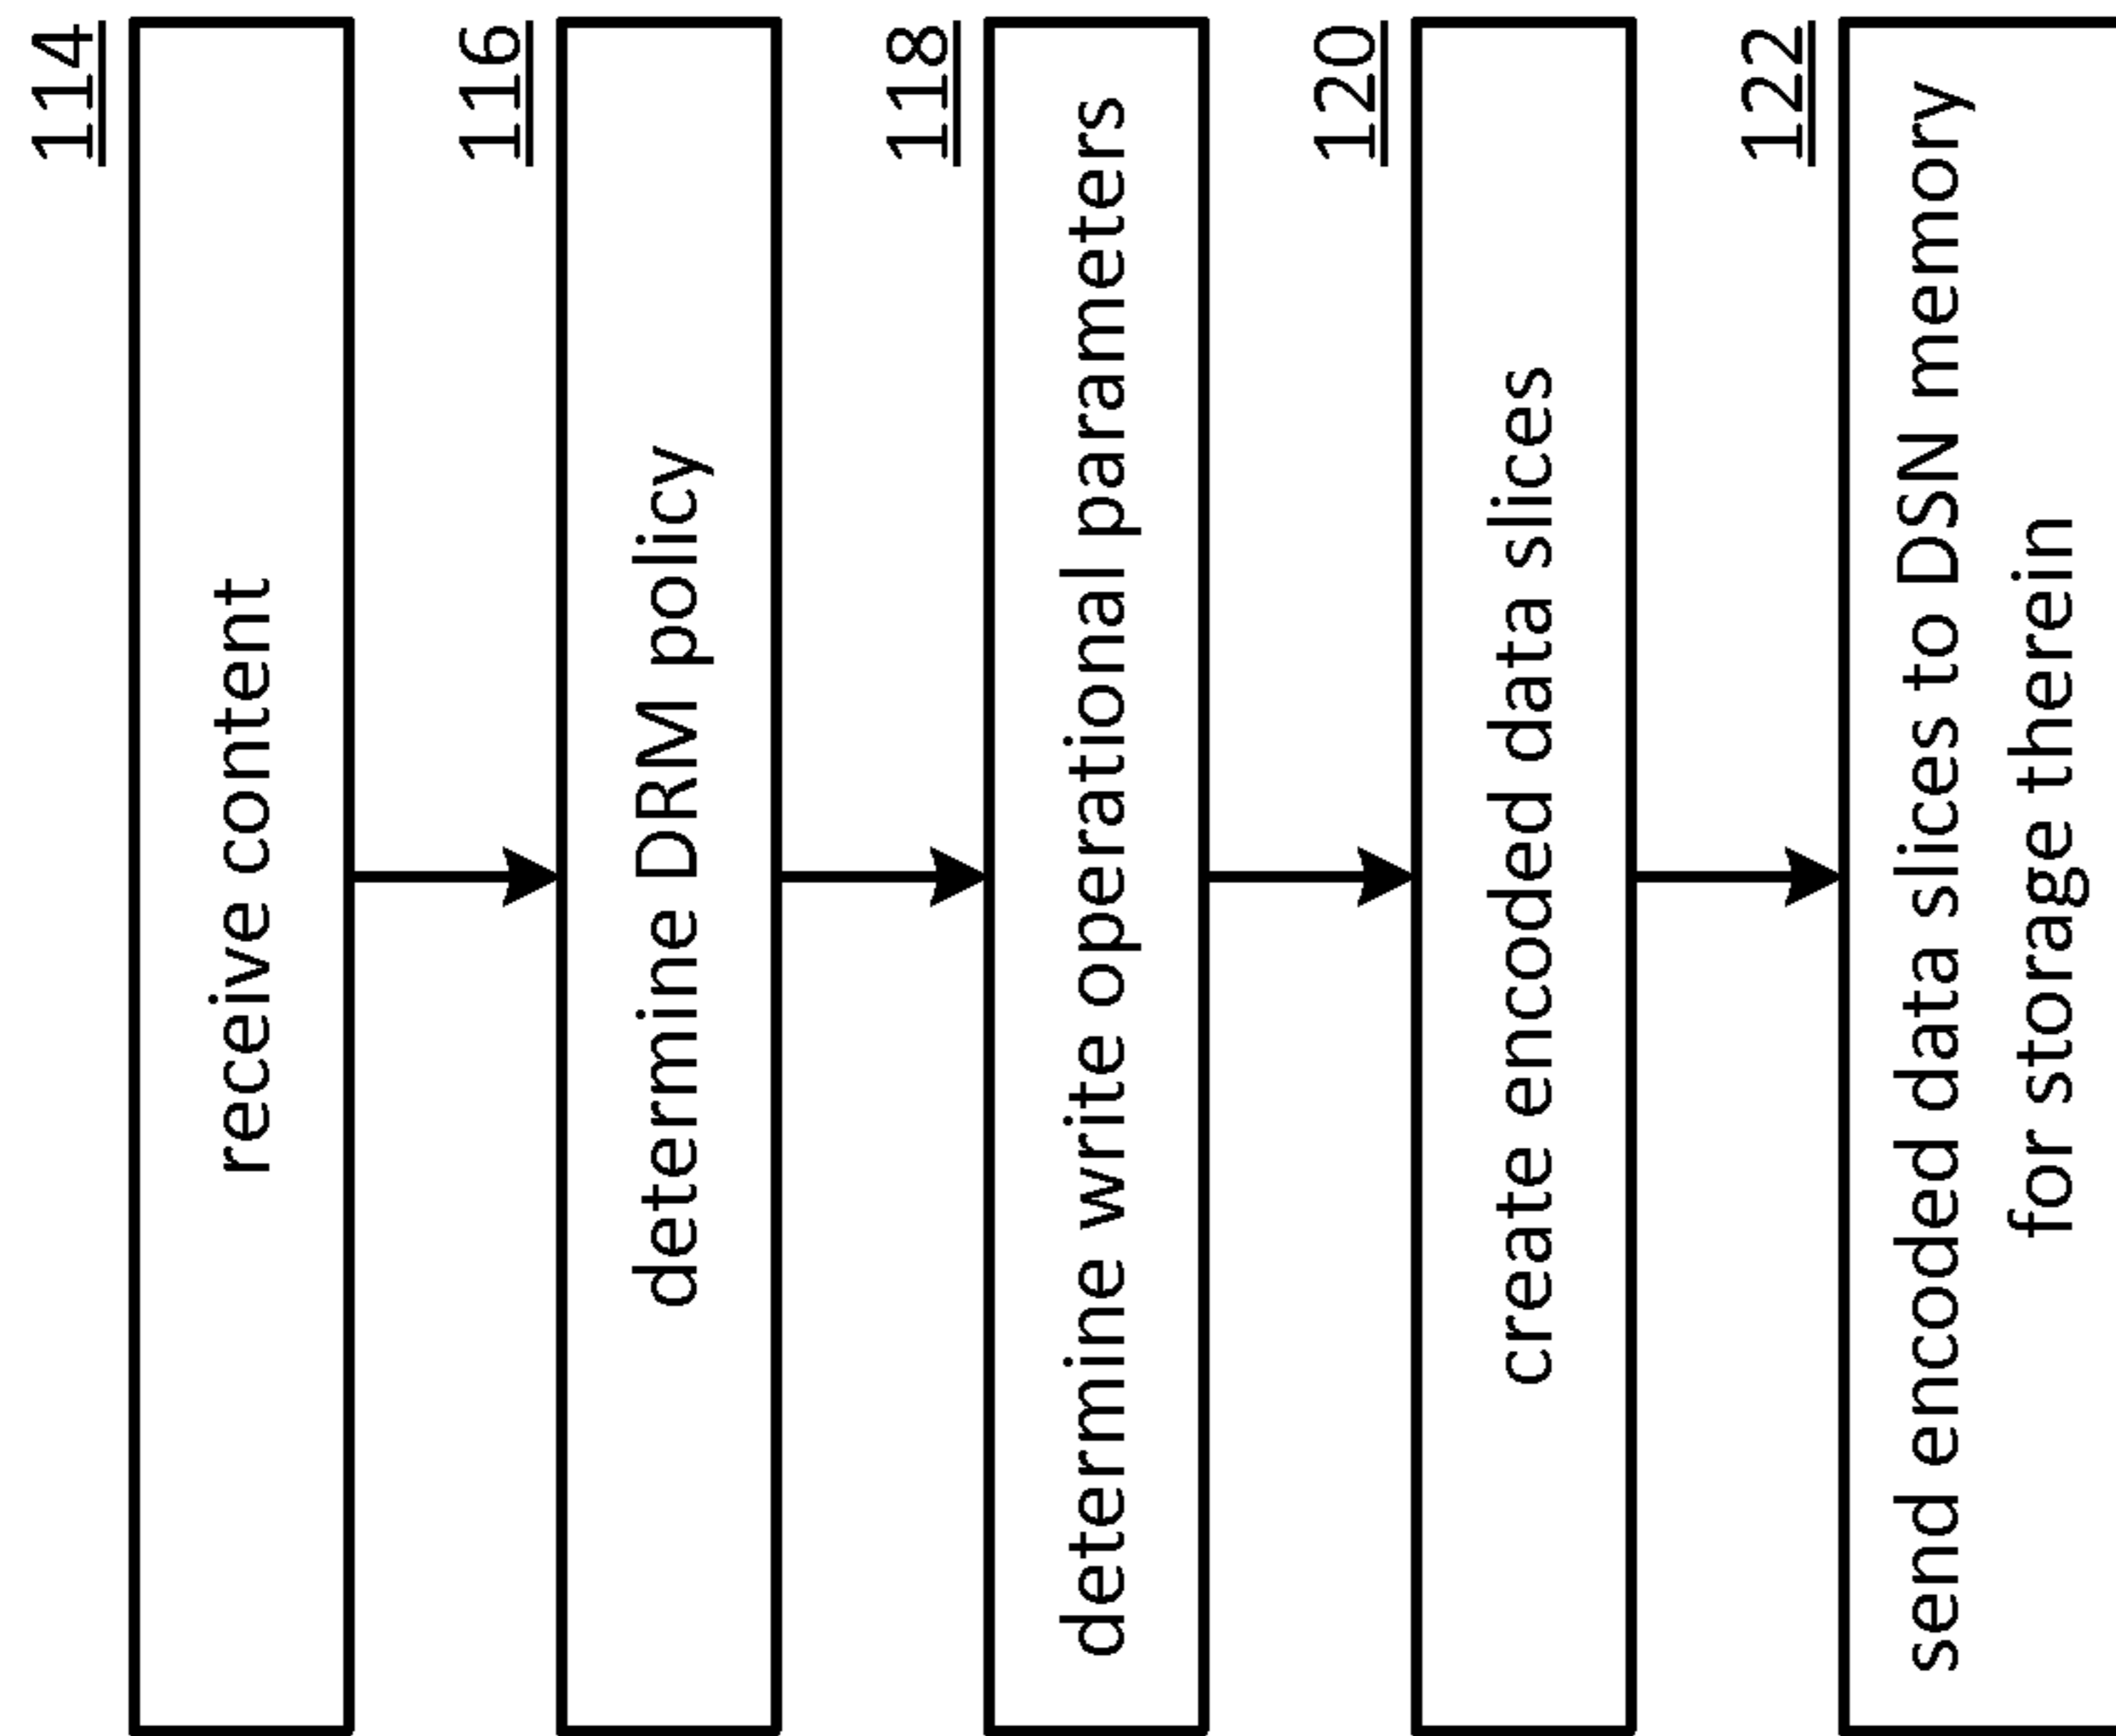 114
receive content
116
determine DRM policy
118
determine write operational parameters
120
create encoded data slices
122
send encoded data slices to DSN memory
for storage therein